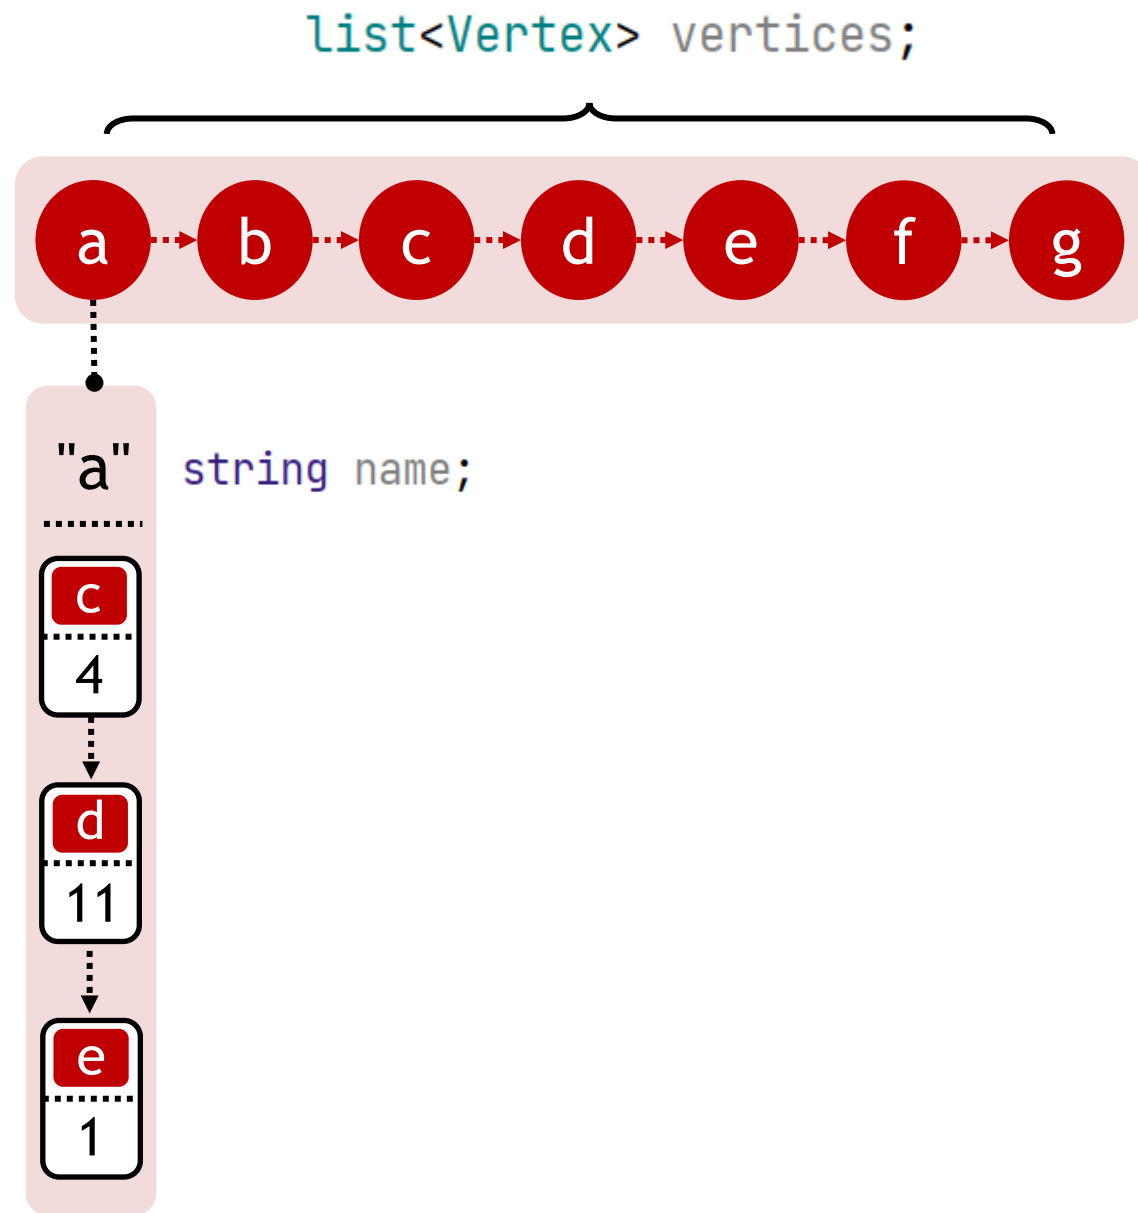 list<Vertex> vertices;
a b c d e f g
"a" string name;
c
4
d
11
e
1